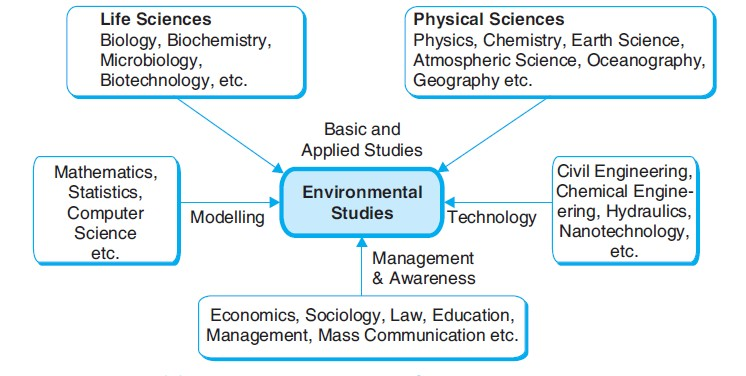 Life Sciences
Biology, Biochemistry,
Microbiology,
Biotechnology, etc.
Physical Sciences
Physics, Chemistry, Earth Science,
Atmospheric Science, Oceanography,
Geography etc.
Basic and
Applied Studies
Mathematics,
Statistics,
Computer
Science
etc.
Modelling
Environmental
Studies
Technology
Civil Engineering,
Chemical Engine-
ering, Hydraulics,
Nanotechnology,
etc.
Management
& Awareness
Economics, Sociology, Law, Education,
Management, Mass Communication etc.